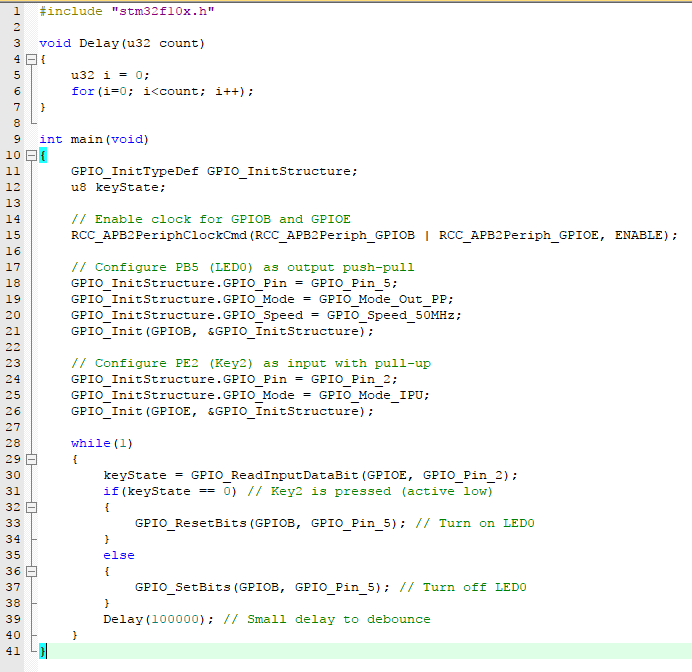 1 #include "stm32f10x.h"
2
3 void Delay(u32 count)
4 {
5     u32 i = 0;
6     for(i=0; i<count; i++);
7 }
8
9 int main(void)
10 {
11     GPIO_InitTypeDef GPIO_InitStructure;
12     u8 keyState;
13
14     // Enable clock for GPIOB and GPIOE
15     RCC_APB2PeriphClockCmd(RCC_APB2Periph_GPIOB | RCC_APB2Periph_GPIOE, ENABLE);
16
17     // Configure PB5 (LED0) as output push-pull
18     GPIO_InitStructure.GPIO_Pin = GPIO_Pin_5;
19     GPIO_InitStructure.GPIO_Mode = GPIO_Mode_Out_PP;
20     GPIO_InitStructure.GPIO_Speed = GPIO_Speed_50MHz;
21     GPIO_Init(GPIOB, &GPIO_InitStructure);
22
23     // Configure PE2 (Key2) as input with pull-up
24     GPIO_InitStructure.GPIO_Pin = GPIO_Pin_2;
25     GPIO_InitStructure.GPIO_Mode = GPIO_Mode_IPU;
26     GPIO_Init(GPIOE, &GPIO_InitStructure);
27
28     while(1)
29     {
30         keyState = GPIO_ReadInputDataBit(GPIOE, GPIO_Pin_2);
31         if(keyState == 0) // Key2 is pressed (active low)
32         {
33             GPIO_ResetBits(GPIOB, GPIO_Pin_5); // Turn on LED0
34         }
35         else
36         {
37             GPIO_SetBits(GPIOB, GPIO_Pin_5); // Turn off LED0
38         }
39         Delay(100000); // Small delay to debounce
40     }
41 }